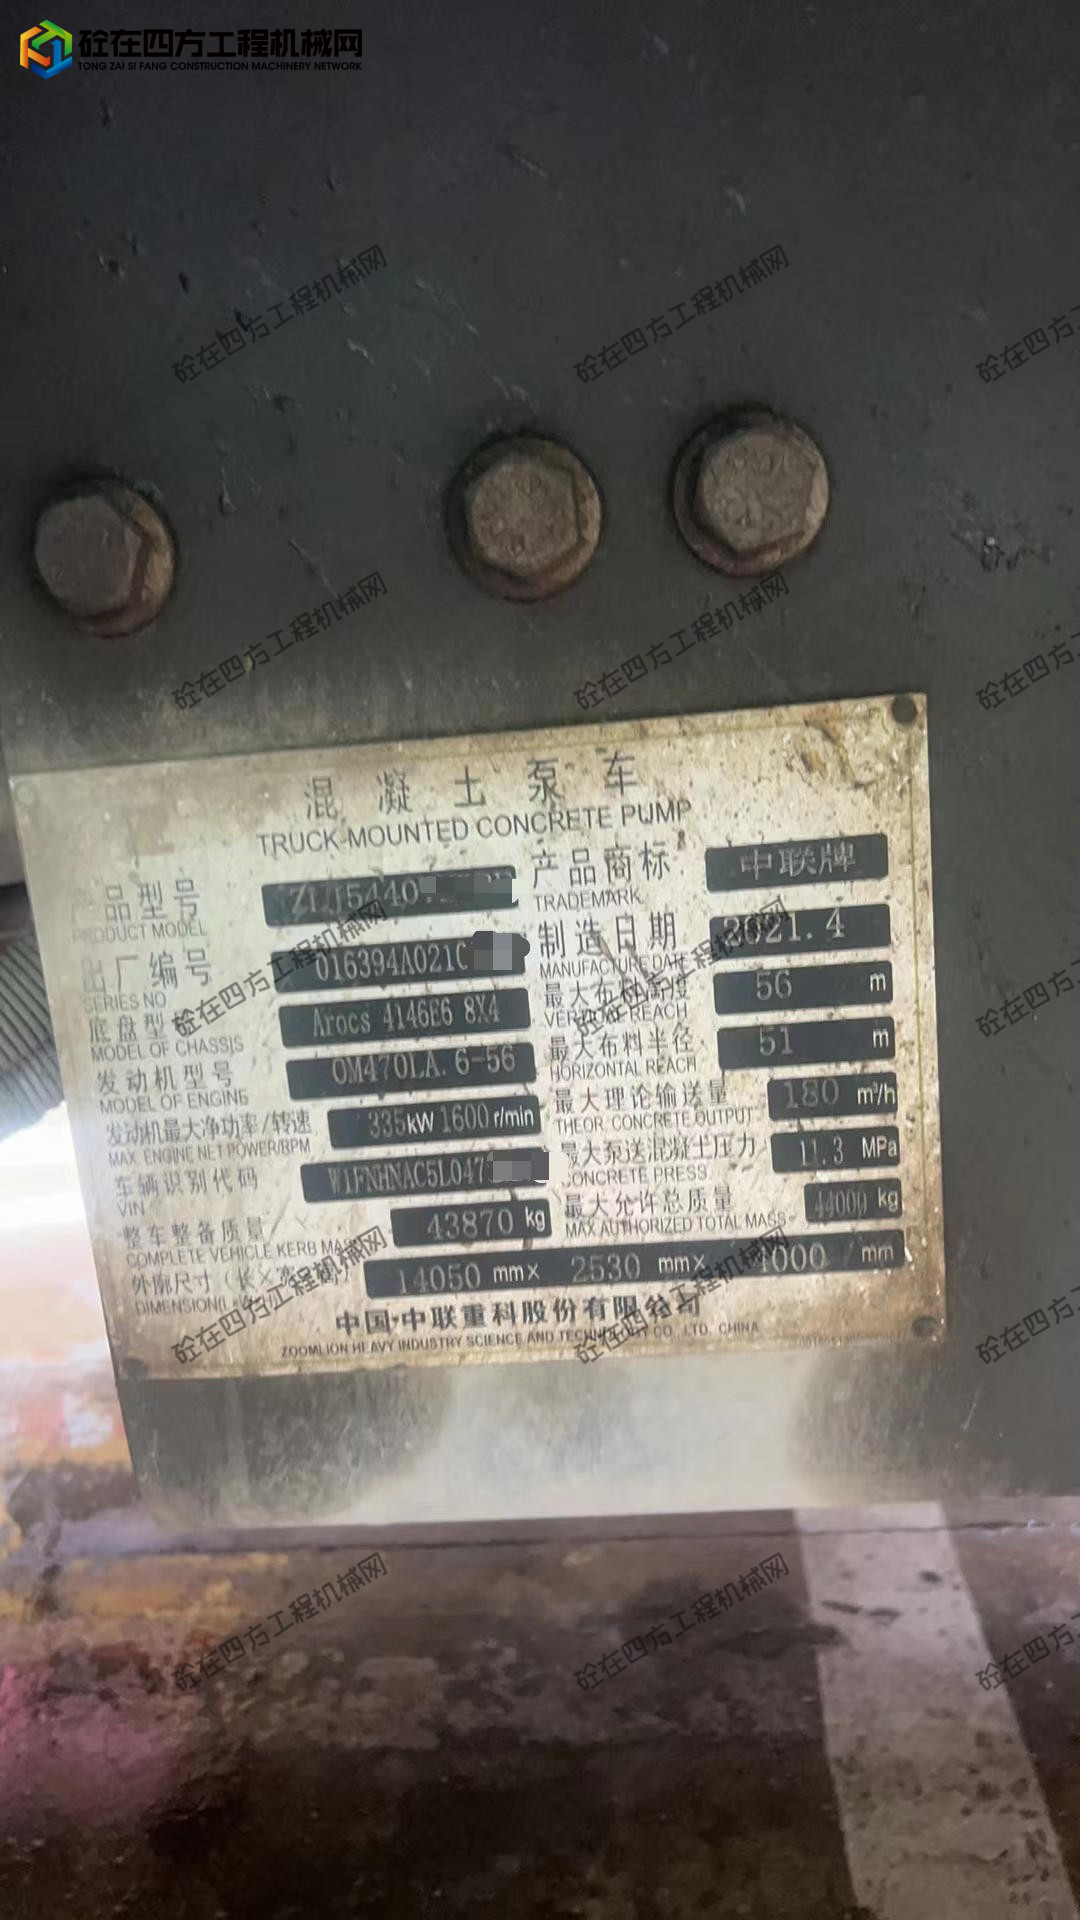 砼在四方工程机械网
TONG ZAI SI FANG CONSTRUCTION MACHINERY NETWORK
混凝土泵车
TRUCK-MOUNTED CONCRETE PUMP
品型号 ZLJ5440
PRODUCT MODEL
产品商标 中联牌
TRADEMARK
出厂编号 016394A021
SERIES NO
制造日期 2021.4
MANUFACTURE DATE
底盘型号 Arocs 4146E6 8X4
MODEL OF CHASSIS
最大布料高度 56 m
VERTICAL REACH
发动机型号 OM470LA.6-56
MODEL OF ENGINE
最大布料半径 51 m
HORIZONTAL REACH
发动机最大净功率/转速 335kW 1600r/min
MAX. ENGINE NET POWER/RPM
最大理论输送量 180 m³/h
THEOR. CONCRETE OUTPUT
车辆识别代码 W1FNHNAC5L047
VIN
最大泵送混凝土压力 11.3 MPa
CONCRETE PRESS.
整车整备质量 43870 kg
COMPLETE VEHICLE KERB MASS
最大允许总质量 44000 kg
MAX AUTHORIZED TOTAL MASS
外廓尺寸(长×宽×高) 14050 mm× 2530 mm× 4000 mm
DIMENSION
中国·中联重科股份有限公司
ZOOMLION HEAVY INDUSTRY SCIENCE AND TECHNOLOGY CO.,LTD. CHINA